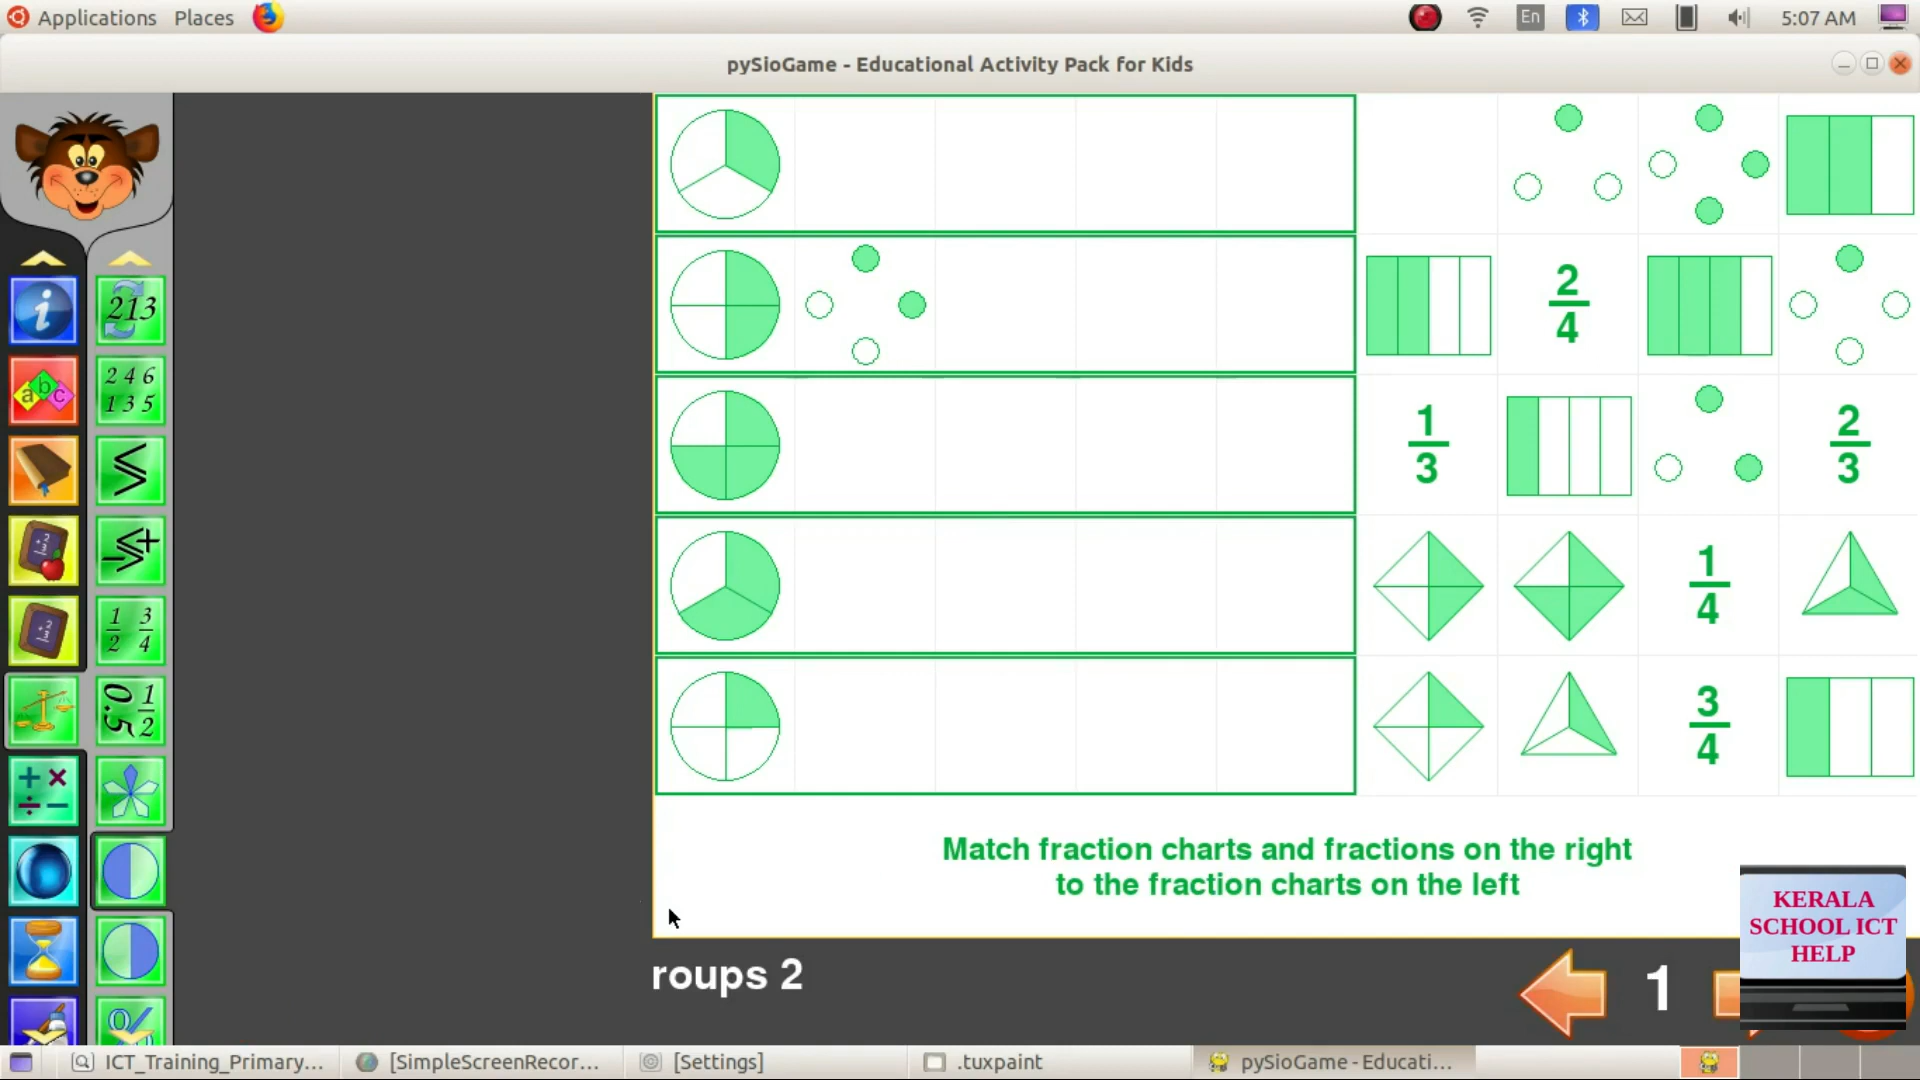 Applications Places
En
5:07 AM
pySioGame - Educational Activity Pack for Kids
i
213
a b c
2 4 6
1 3 5
1 3
2 4
0.5 1
2
+ ×
÷ −
2
4
1
3
2
3
1
4
3
4
Match fraction charts and fractions on the right
to the fraction charts on the left
KERALA
SCHOOL ICT
HELP
roups 2
1
ICT_Training_Primary...
[SimpleScreenRecor...
[Settings]
.tuxpaint
pySioGame - Educati...